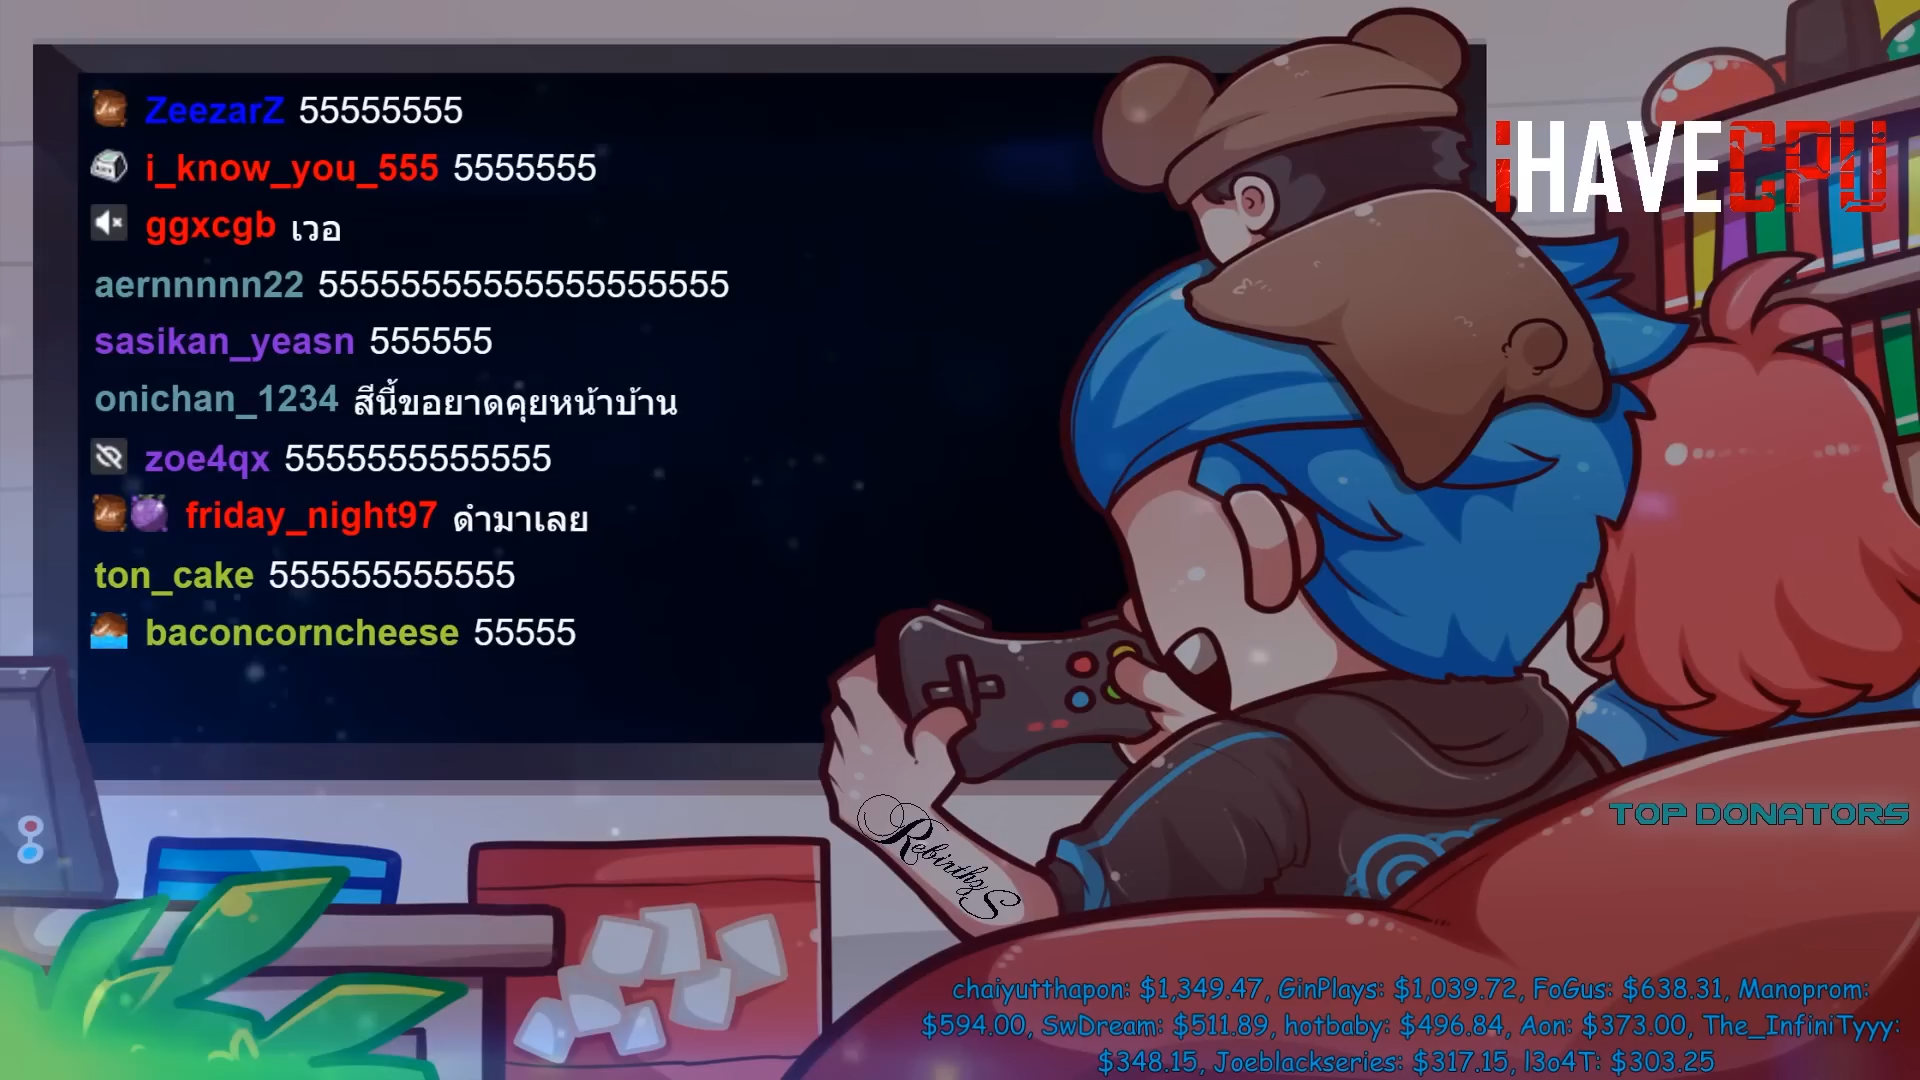 ZeezarZ 55555555
iHAVECPU
i_know_you_555 5555555
ggxcgb เวอ
aernnnnn22 55555555555555555555
sasikan_yeasn 555555
onichan_1234 สีนี้ขอยาดคุยหน้าบ้าน
zoe4qx 5555555555555
friday_night97 ดำมาเลย
ton_cake 555555555555
baconcorncheese 55555
TOP DONATORS
RebirthzS
chaiyutthapon: $1,349.47, GinPlays: $1,039.72, FoGus: $638.31, Manoprom:
$594.00, SwDream: $511.89, hotbaby: $496.84, Aon: $373.00, The_InfiniTyyy:
$348.15, Joeblackseries: $317.15, l3o4T: $303.25